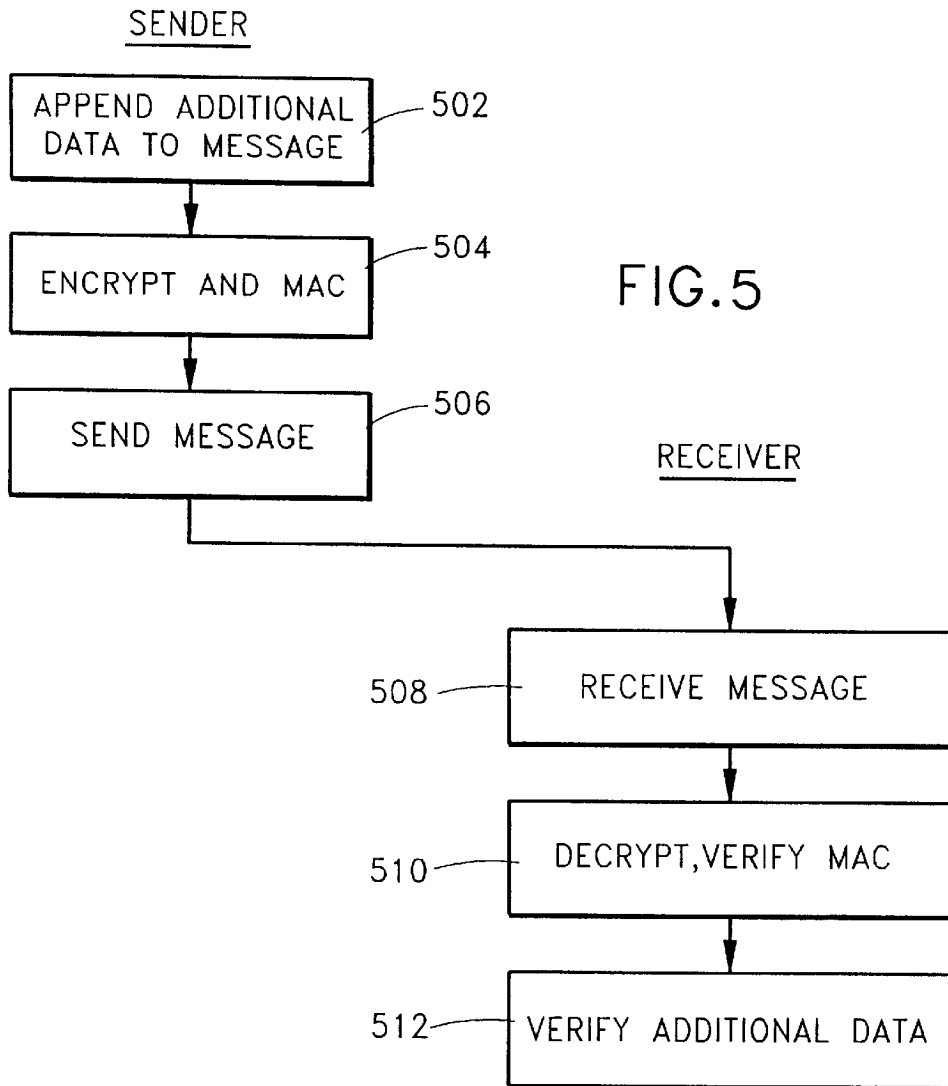 SENDER
APPEND ADDITIONAL
DATA TO MESSAGE
502
ENCRYPT AND MAC
504
FIG.5
SEND MESSAGE
506
RECEIVER
RECEIVE MESSAGE
508
DECRYPT,VERIFY MAC
510
VERIFY ADDITIONAL DATA
512